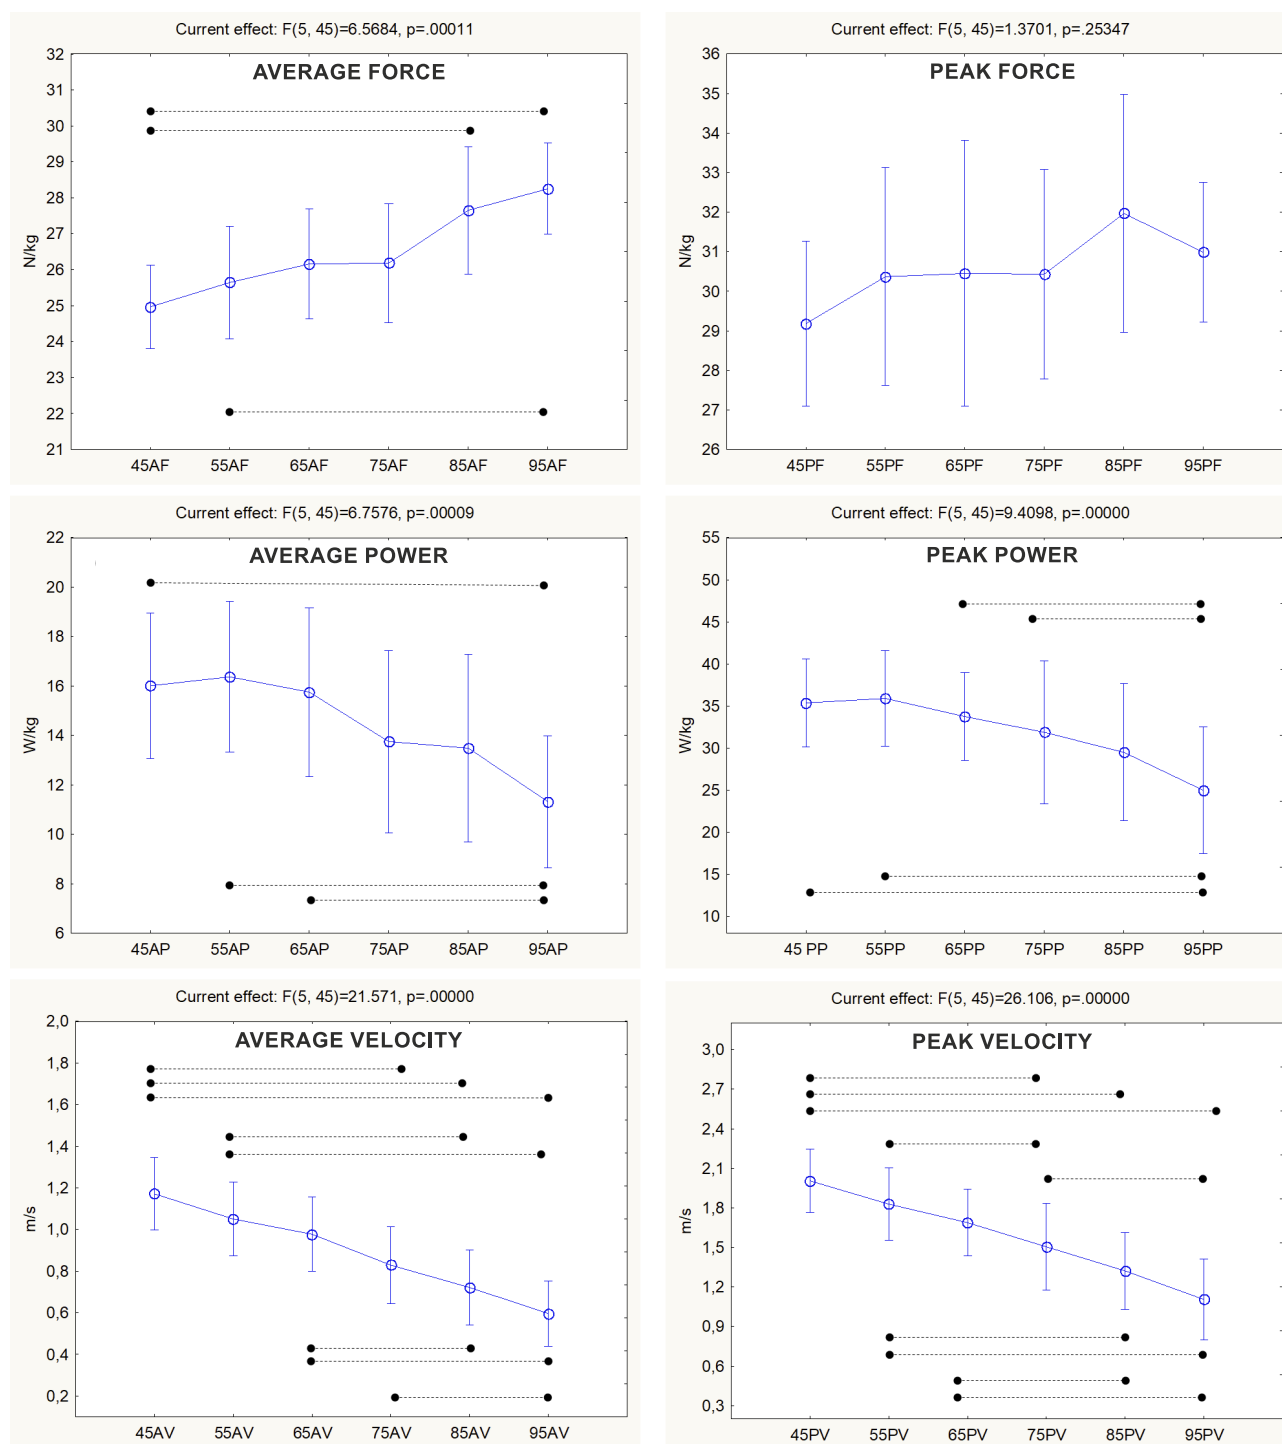 Current effect: F(5, 45)=6.5684, p=.00011
AVERAGE FORCE
N/kg
32
31
30
29
28
27
26
25
24
23
22
21
45AF 55AF 65AF 75AF 85AF 95AF
Current effect: F(5, 45)=1.3701, p=.25347
PEAK FORCE
N/kg
36
35
34
33
32
31
30
29
28
27
26
45PF 55PF 65PF 75PF 85PF 95PF
Current effect: F(5, 45)=6.7576, p=.00009
AVERAGE POWER
W/kg
22
20
18
16
14
12
10
8
6
45AP 55AP 65AP 75AP 85AP 95AP
Current effect: F(5, 45)=9.4098, p=.00000
PEAK POWER
W/kg
55
50
45
40
35
30
25
20
15
10
45 PP 55PP 65PP 75PP 85PP 95PP
Current effect: F(5, 45)=21.571, p=.00000
AVERAGE VELOCITY
m/s
2,0
1,8
1,6
1,4
1,2
1,0
0,8
0,6
0,4
0,2
45AV 55AV 65AV 75AV 85AV 95AV
Current effect: F(5, 45)=26.106, p=.00000
PEAK VELOCITY
m/s
3,0
2,7
2,4
2,1
1,8
1,5
1,2
0,9
0,6
0,3
45PV 55PV 65PV 75PV 85PV 95PV